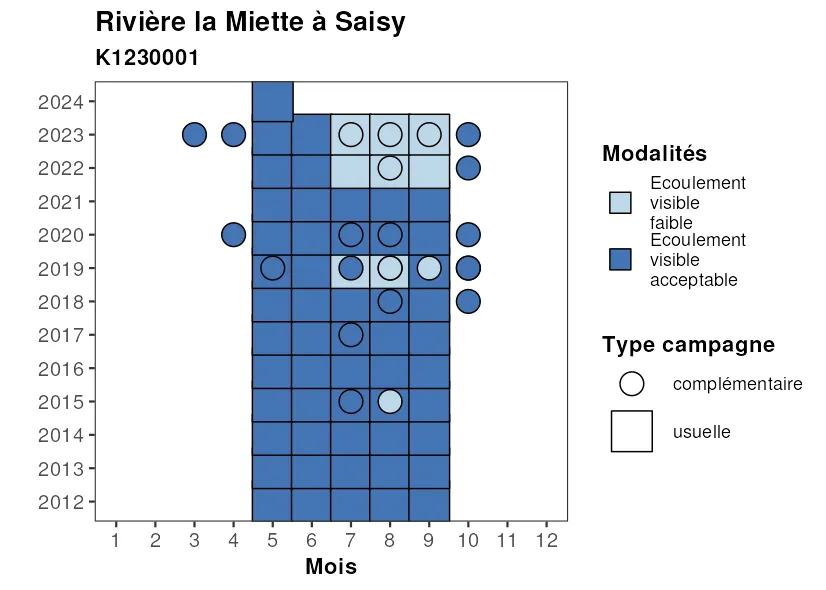 Rivière la Miette à Saisy
K1230001
2024
2023
2022
2021
2020
2019
2018
2017
2016
2015
2014
2013
2012
1 2 3 4 5 6 7 8 9 10 11 12
Mois
Modalités
Ecoulement
visible
faible
Ecoulement
visible
acceptable
Type campagne
complémentaire
usuelle